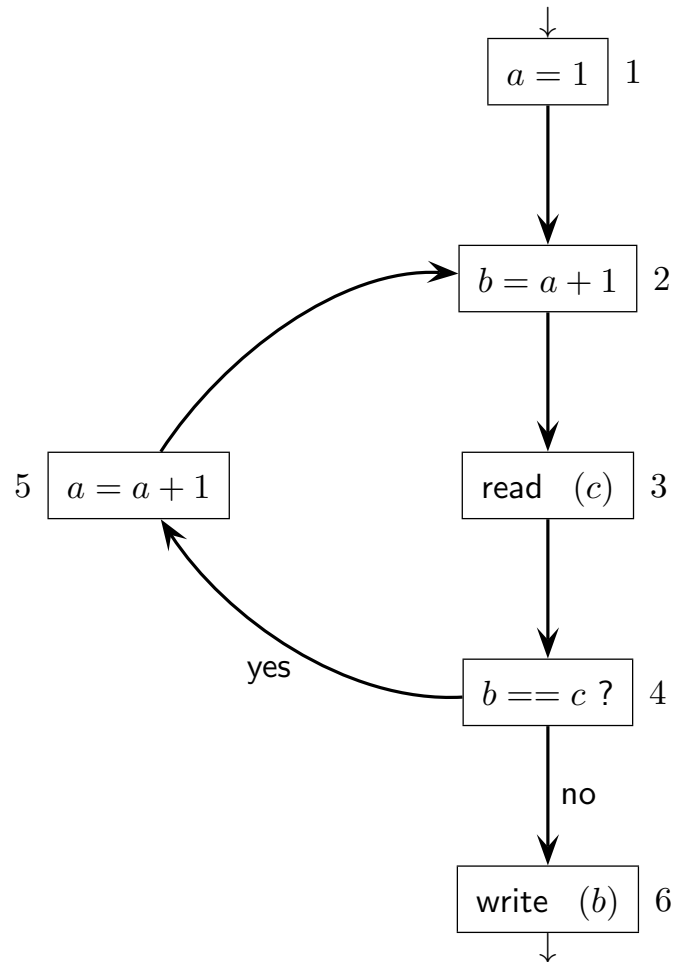 a = 1 1
b = a + 1 2
5 a = a + 1
read (c) 3
yes
b == c ? 4
no
write (b) 6